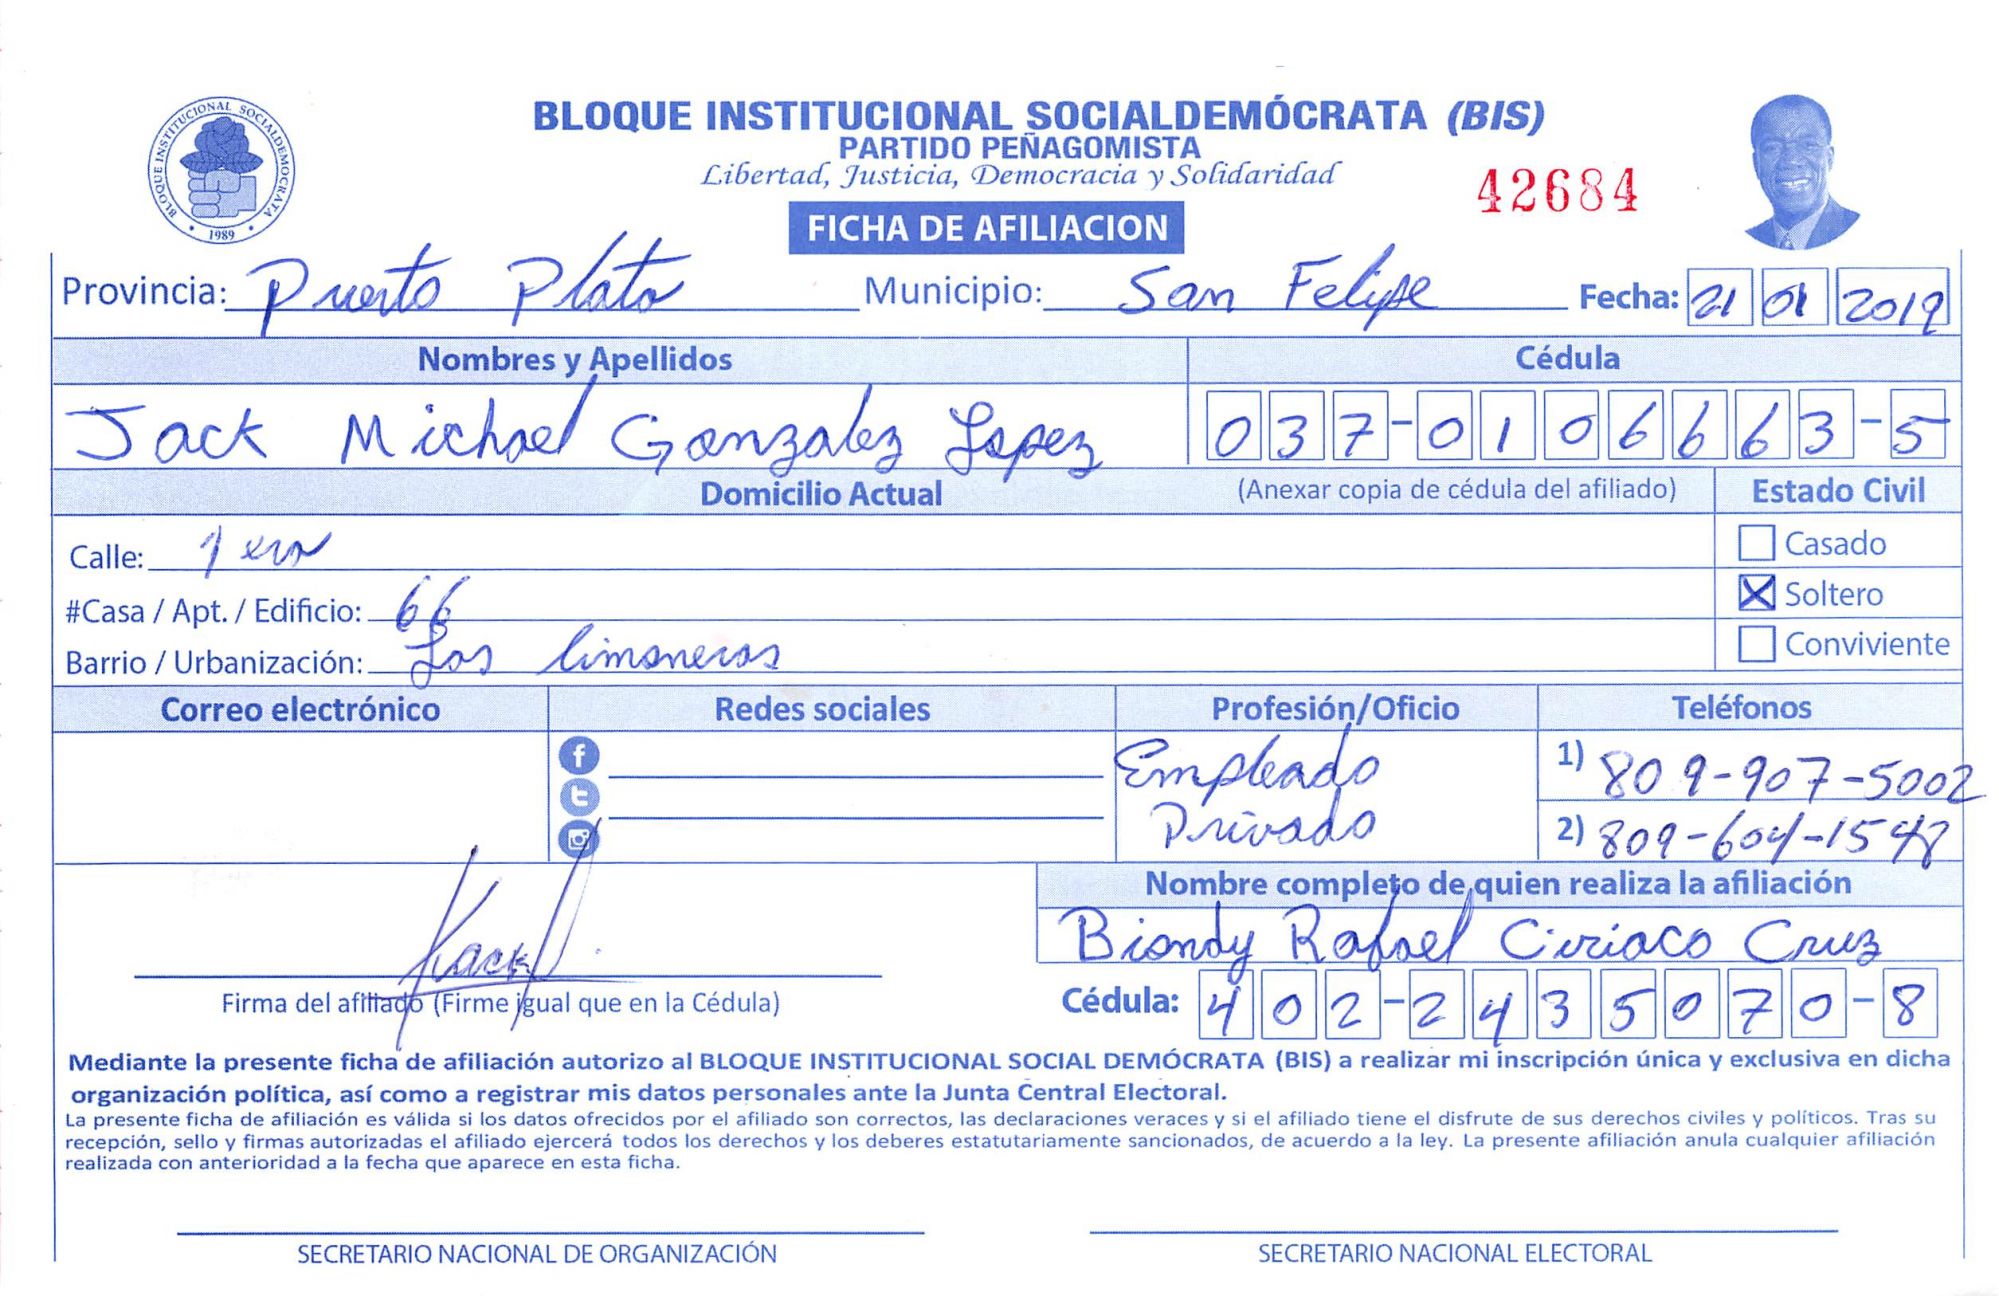 BLOQUE INSTITUCIONAL SOCIALDEMOCRATA
1989
BLOQUE INSTITUCIONAL SOCIALDEMÓCRATA (BIS)
PARTIDO PEÑAGOMISTA
Libertad, Justicia, Democracia y Solidaridad
42684
FICHA DE AFILIACION
Provincia: Puerto Plata Municipio: San Felipe Fecha: 21 01 2019
Nombres y Apellidos Cédula
Jack Michael Gonzalez Lopez 037-0106663-5
Domicilio Actual (Anexar copia de cédula del afiliado) Estado Civil
Calle: 1 era Casado
#Casa / Apt. / Edificio: 66 Soltero
Barrio / Urbanización: Los limoneros Conviviente
Correo electrónico Redes sociales Profesión/Oficio Teléfonos
Empleado 1) 809-907-5002
Privado 2) 809-604-1548
Nombre completo de quien realiza la afiliación
Biondy Rafael Ciriaco Cruz
Firma del afiliado (Firme igual que en la Cédula) Cédula: 402-2435070-8
Mediante la presente ficha de afiliación autorizo al BLOQUE INSTITUCIONAL SOCIAL DEMÓCRATA (BIS) a realizar mi inscripción única y exclusiva en dicha
organización política, así como a registrar mis datos personales ante la Junta Central Electoral.
La presente ficha de afiliación es válida si los datos ofrecidos por el afiliado son correctos, las declaraciones veraces y si el afiliado tiene el disfrute de sus derechos civiles y políticos. Tras su
recepción, sello y firmas autorizadas el afiliado ejercerá todos los derechos y los deberes estatutariamente sancionados, de acuerdo a la ley. La presente afiliación anula cualquier afiliación
realizada con anterioridad a la fecha que aparece en esta ficha.
SECRETARIO NACIONAL DE ORGANIZACIÓN SECRETARIO NACIONAL ELECTORAL